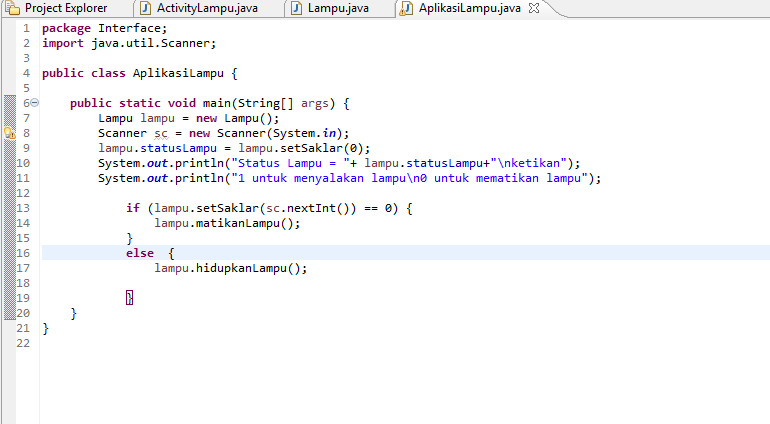 Project Explorer ActivityLampu.java Lampu.java AplikasiLampu.java
1 package Interface;
2 import java.util.Scanner;
3
4 public class AplikasiLampu {
5
6 public static void main(String[] args) {
7 Lampu lampu = new Lampu();
8 Scanner sc = new Scanner(System.in);
9 lampu.statusLampu = lampu.setSaklar(0);
10 System.out.println("Status Lampu = "+ lampu.statusLampu+"\nketikan");
11 System.out.println("1 untuk menyalakan lampu\n0 untuk mematikan lampu");
12
13 if (lampu.setSaklar(sc.nextInt()) == 0) {
14 lampu.matikanLampu();
15 }
16 else {
17 lampu.hidupkanLampu();
18
19 }
20 }
21 }
22